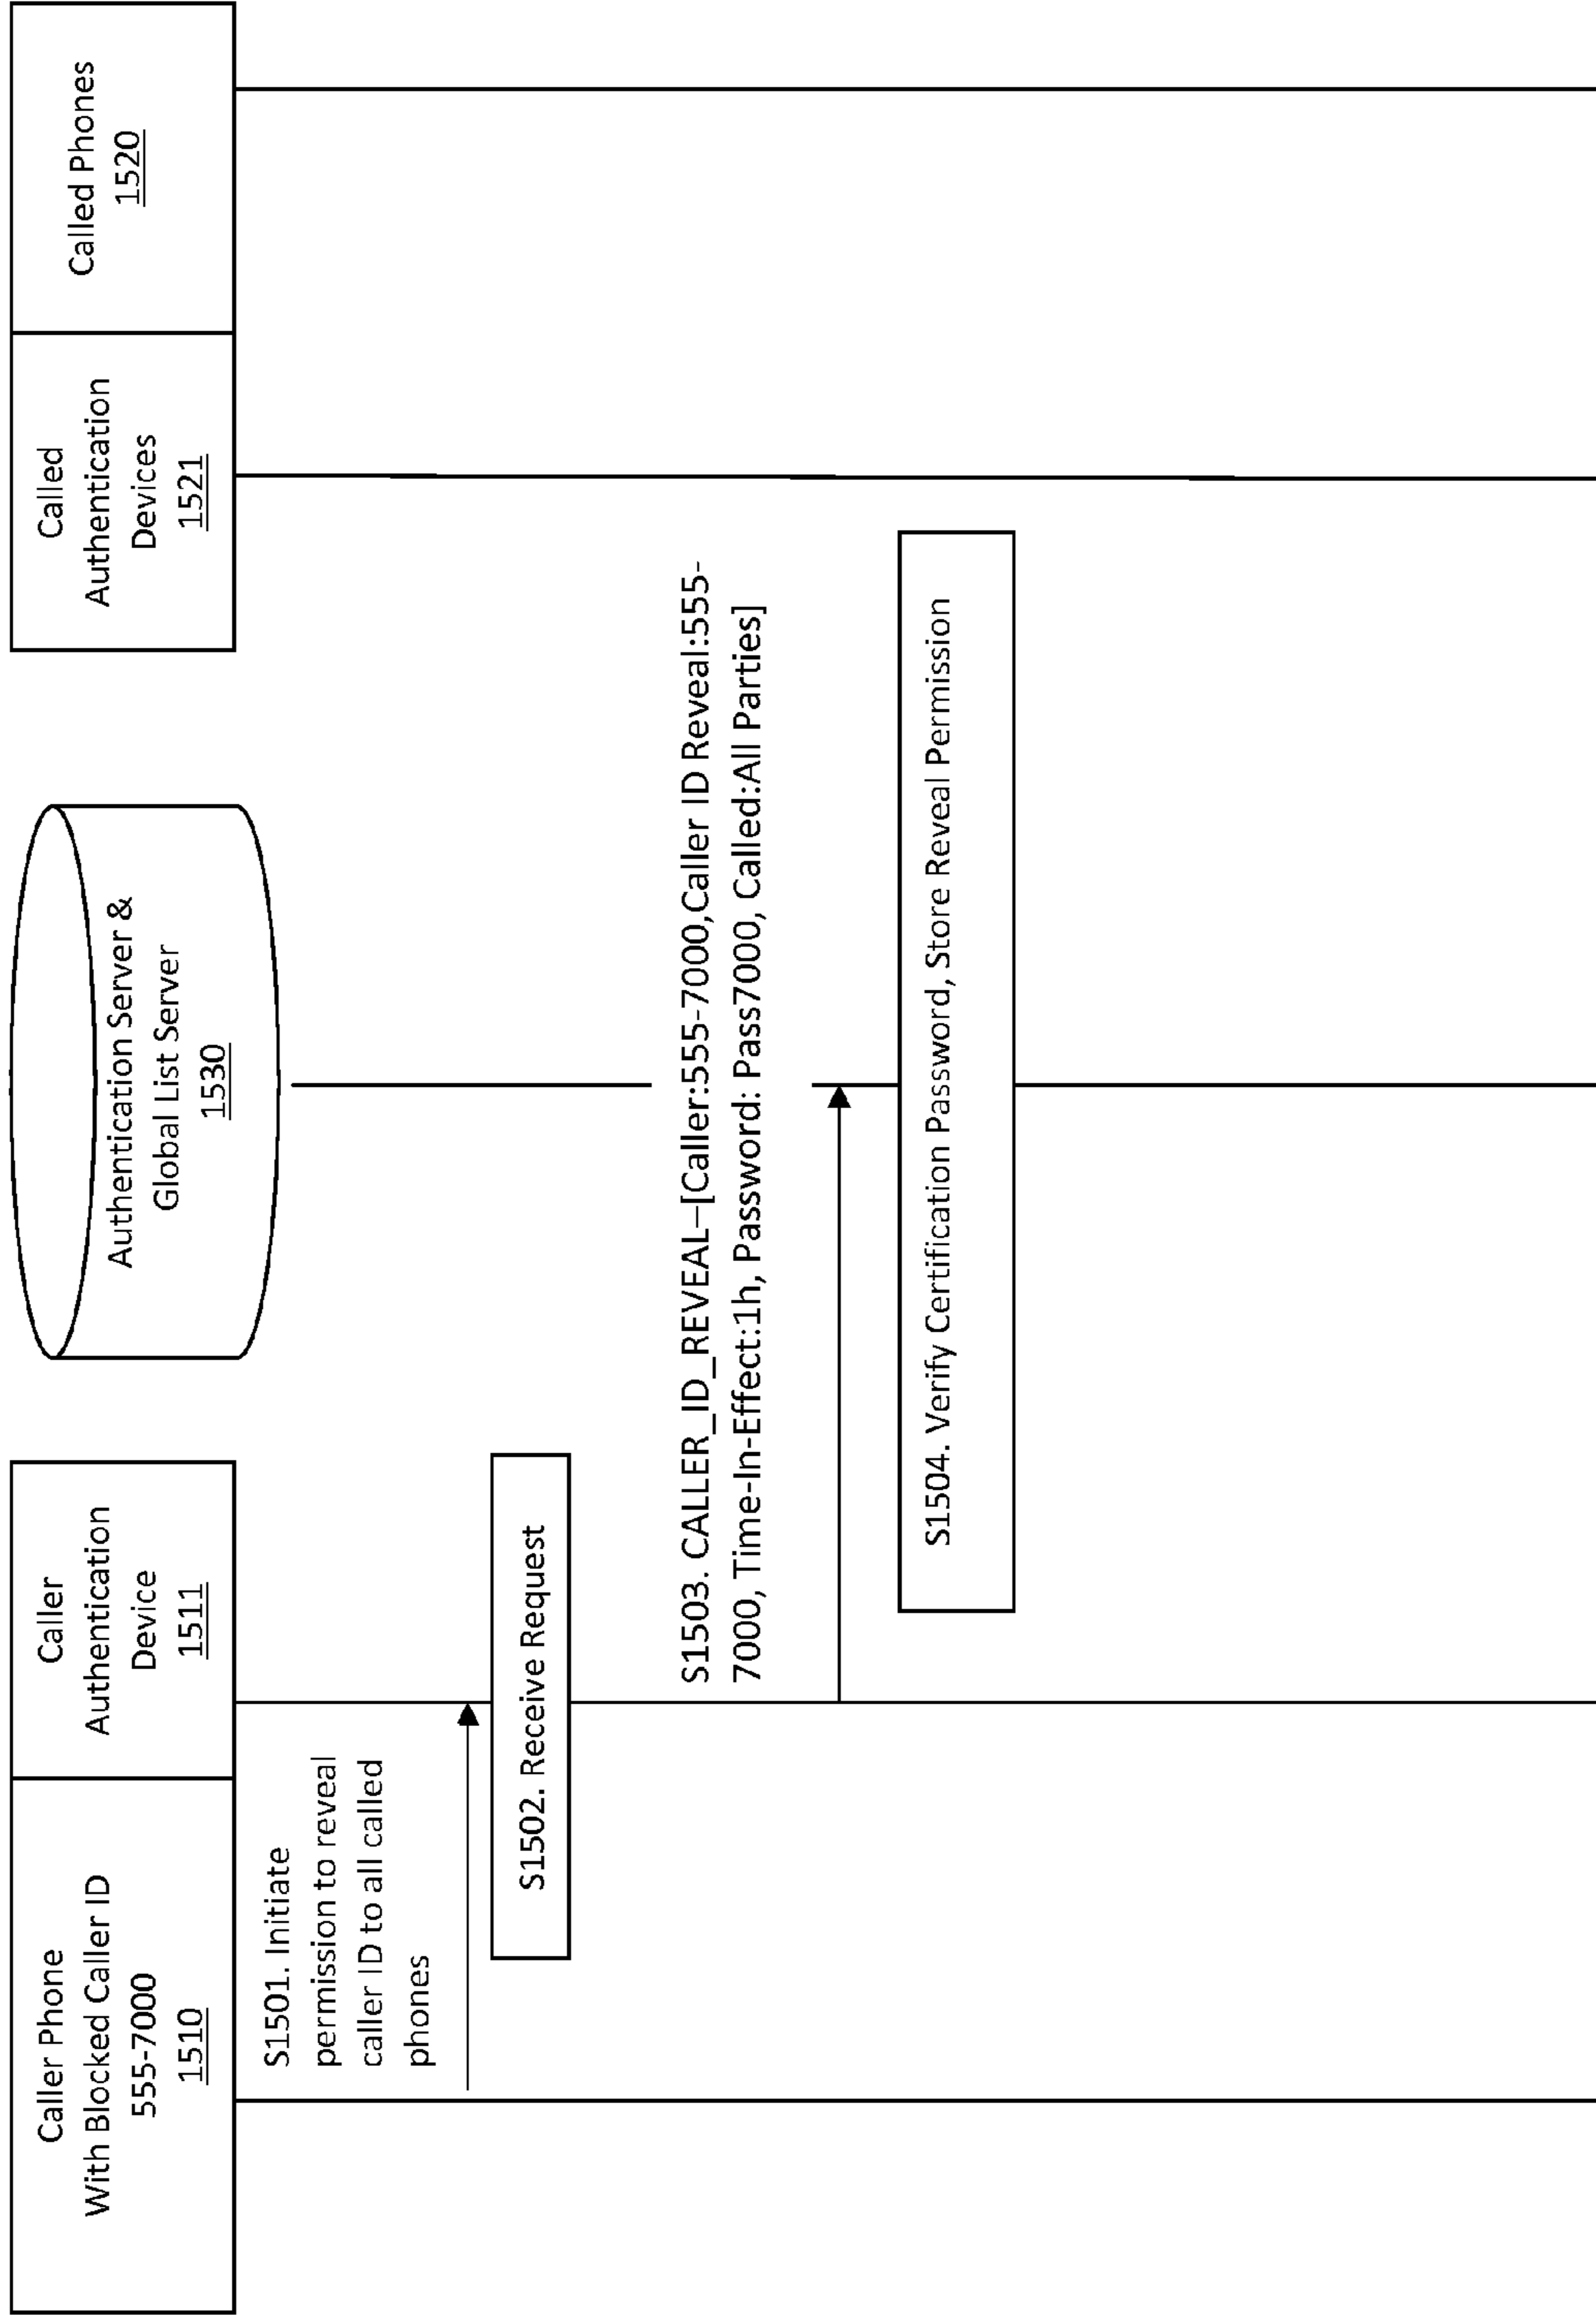 Caller Phone
With Blocked Caller ID
555-7000
1510
Caller
Authentication
Device
1511
Authentication Server &
Global List Server
1530
Called
Authentication
Devices
1521
Called Phones
1520
S1501. Initiate
permission to reveal
caller ID to all called
phones
S1502. Receive Request
S1503. CALLER_ID_REVEAL–[Caller:555-7000,Caller ID Reveal:555-
7000, Time-In-Effect:1h, Password: Pass7000, Called:All Parties]
S1504. Verify Certification Password, Store Reveal Permission